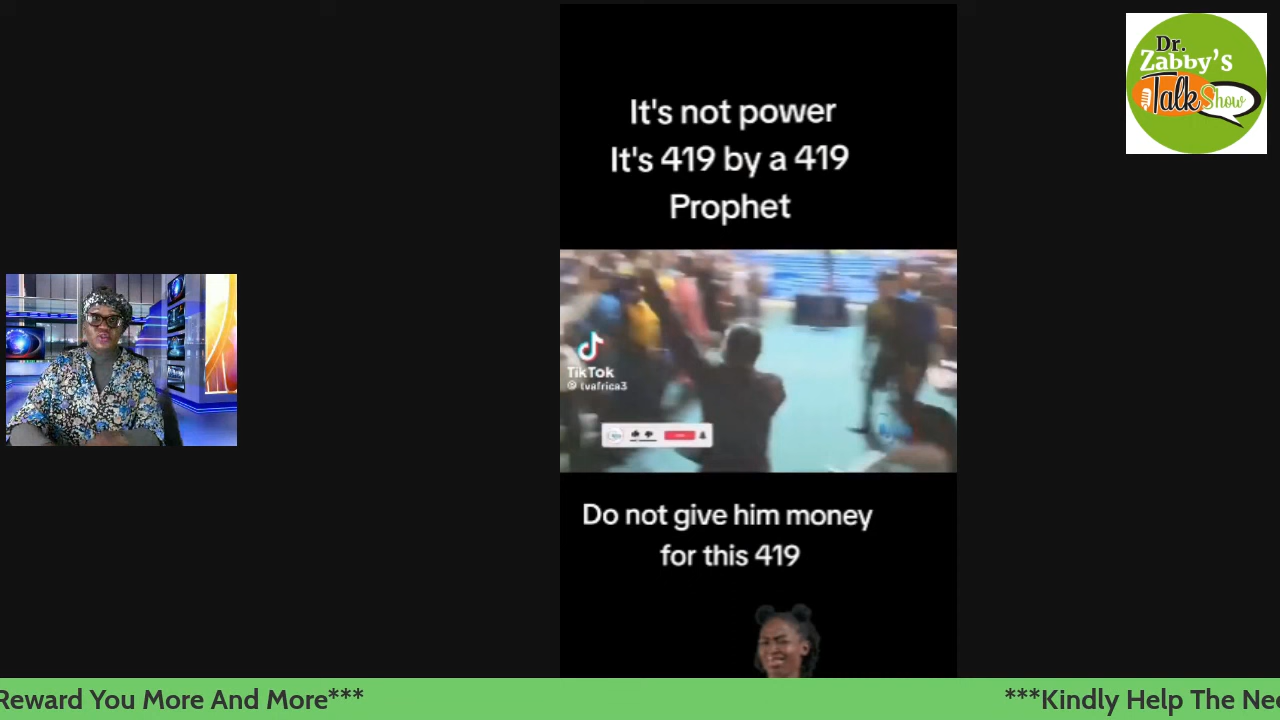 Dr.
Zabby's
Talk Show
It's not power
It's 419 by a 419
Prophet
TikTok
@ tvafrica3
Do not give him money
for this 419
Reward You More And More***
***Kindly Help The Nee